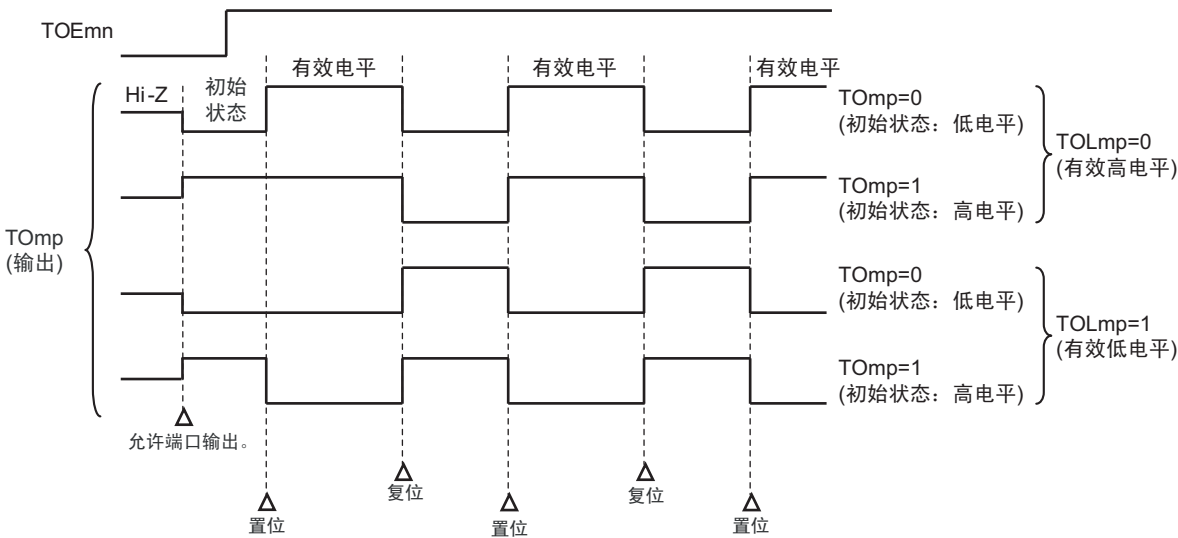 TOEmn
有效电平
有效电平
有效电平
Hi-Z
初始
状态
TOmp=0
(初始状态：低电平)
TOLmp=0
(有效高电平)
TOmp=1
(初始状态：高电平)
TOmp
(输出)
TOmp=0
(初始状态：低电平)
TOLmp=1
(有效低电平)
TOmp=1
(初始状态：高电平)
允许端口输出。
复位
复位
置位
置位
置位